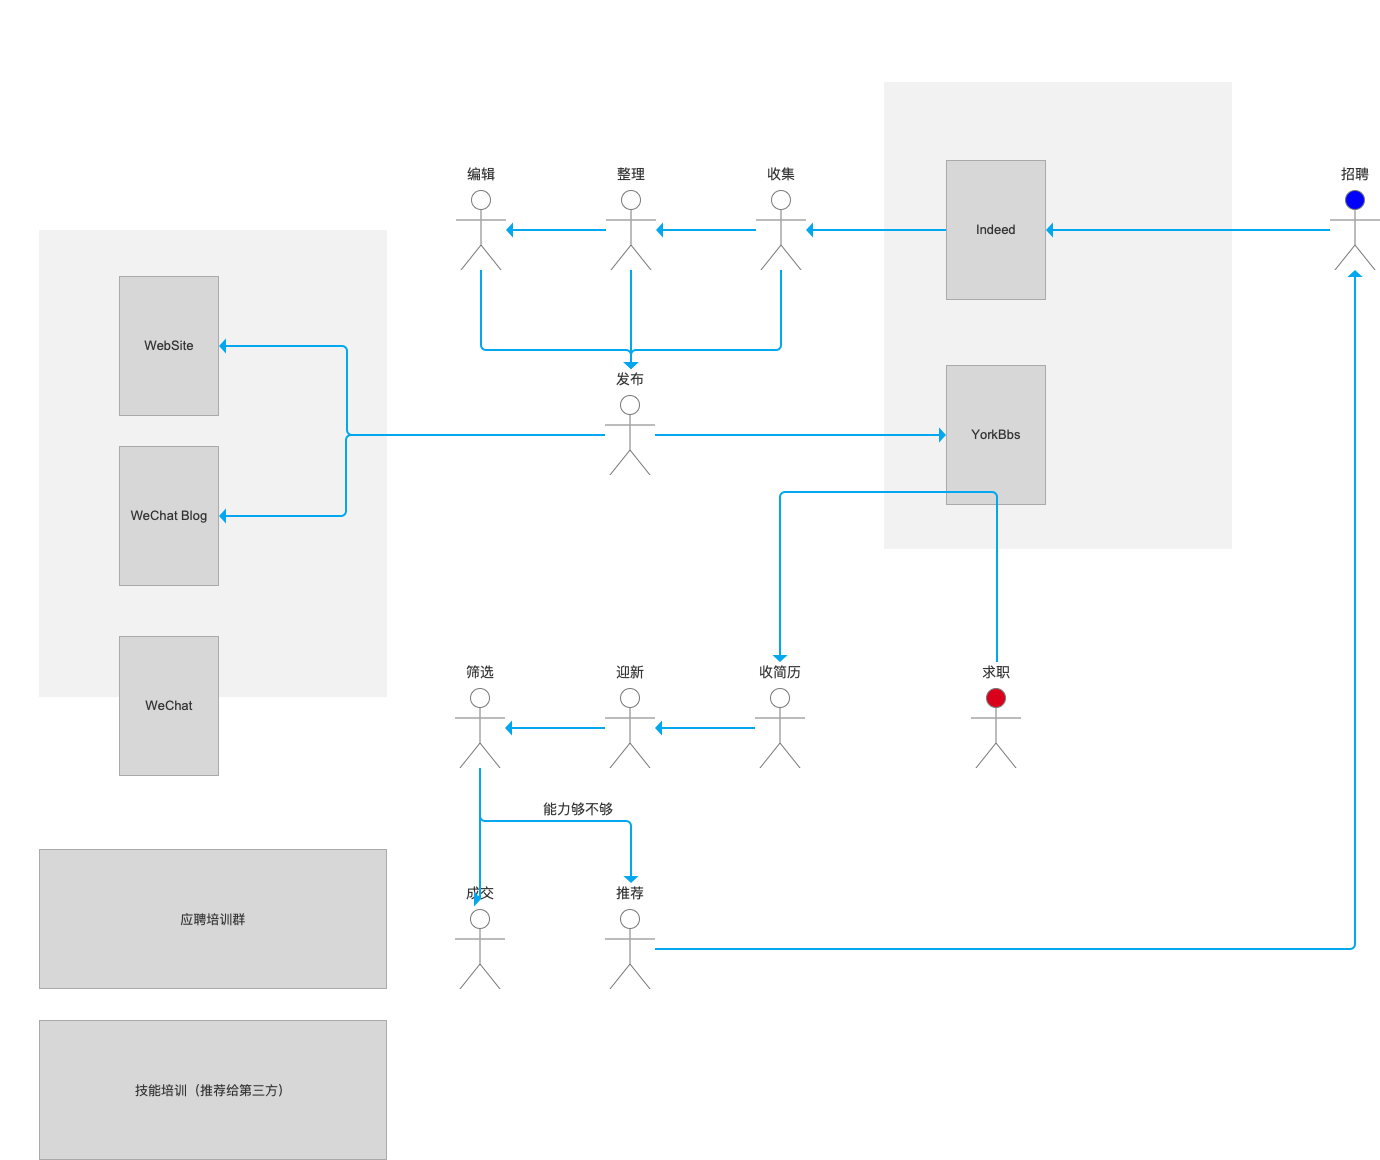 编辑
整理
收集
招聘
Indeed
WebSite
发布
YorkBbs
WeChat Blog
筛选
迎新
收简历
求职
WeChat
能力够不够
成交
推荐
应聘培训群
技能培训（推荐给第三方）